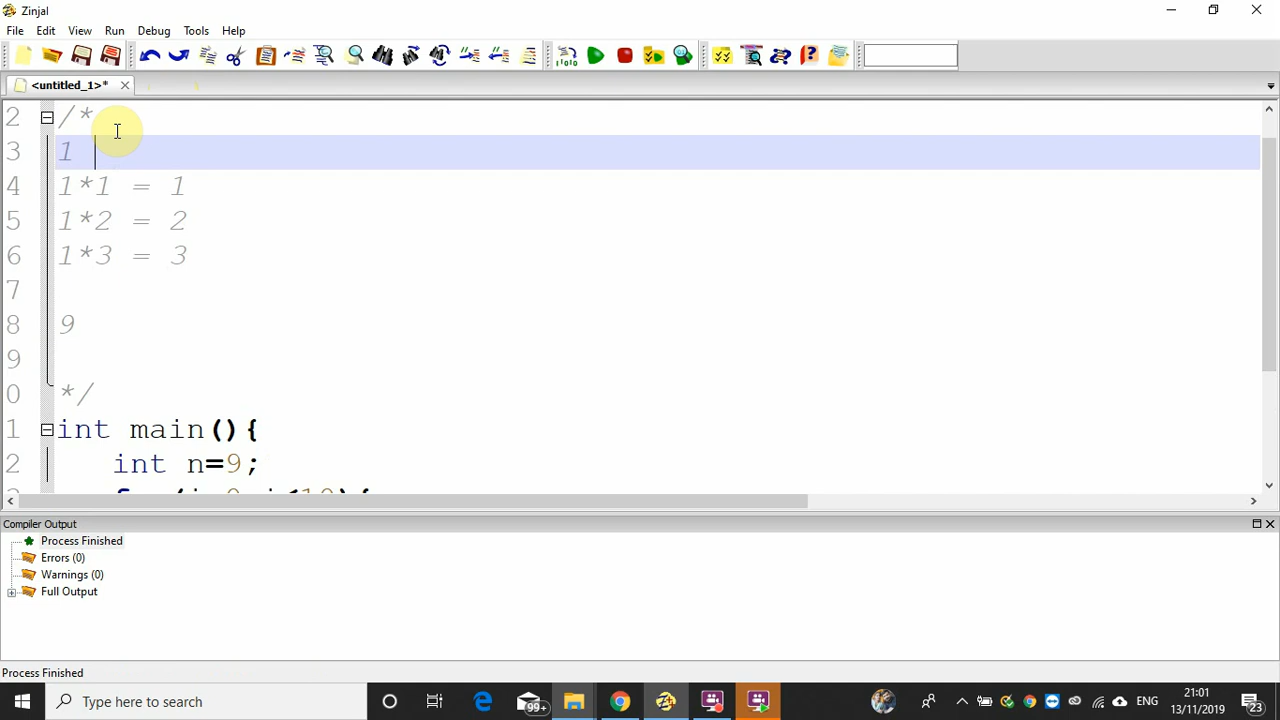 Zinjal
File Edit View Run Debug Tools Help
<untitled_1>*
2 /*
3 1
4 1*1 = 1
5 1*2 = 2
6 1*3 = 3
7
8 9
9
0 */
1 int main(){
2 int n=9;
Compiler Output
Process Finished
Errors (0)
Warnings (0)
Full Output
Process Finished
Type here to search
99+
ENG
21:01
13/11/2019
23